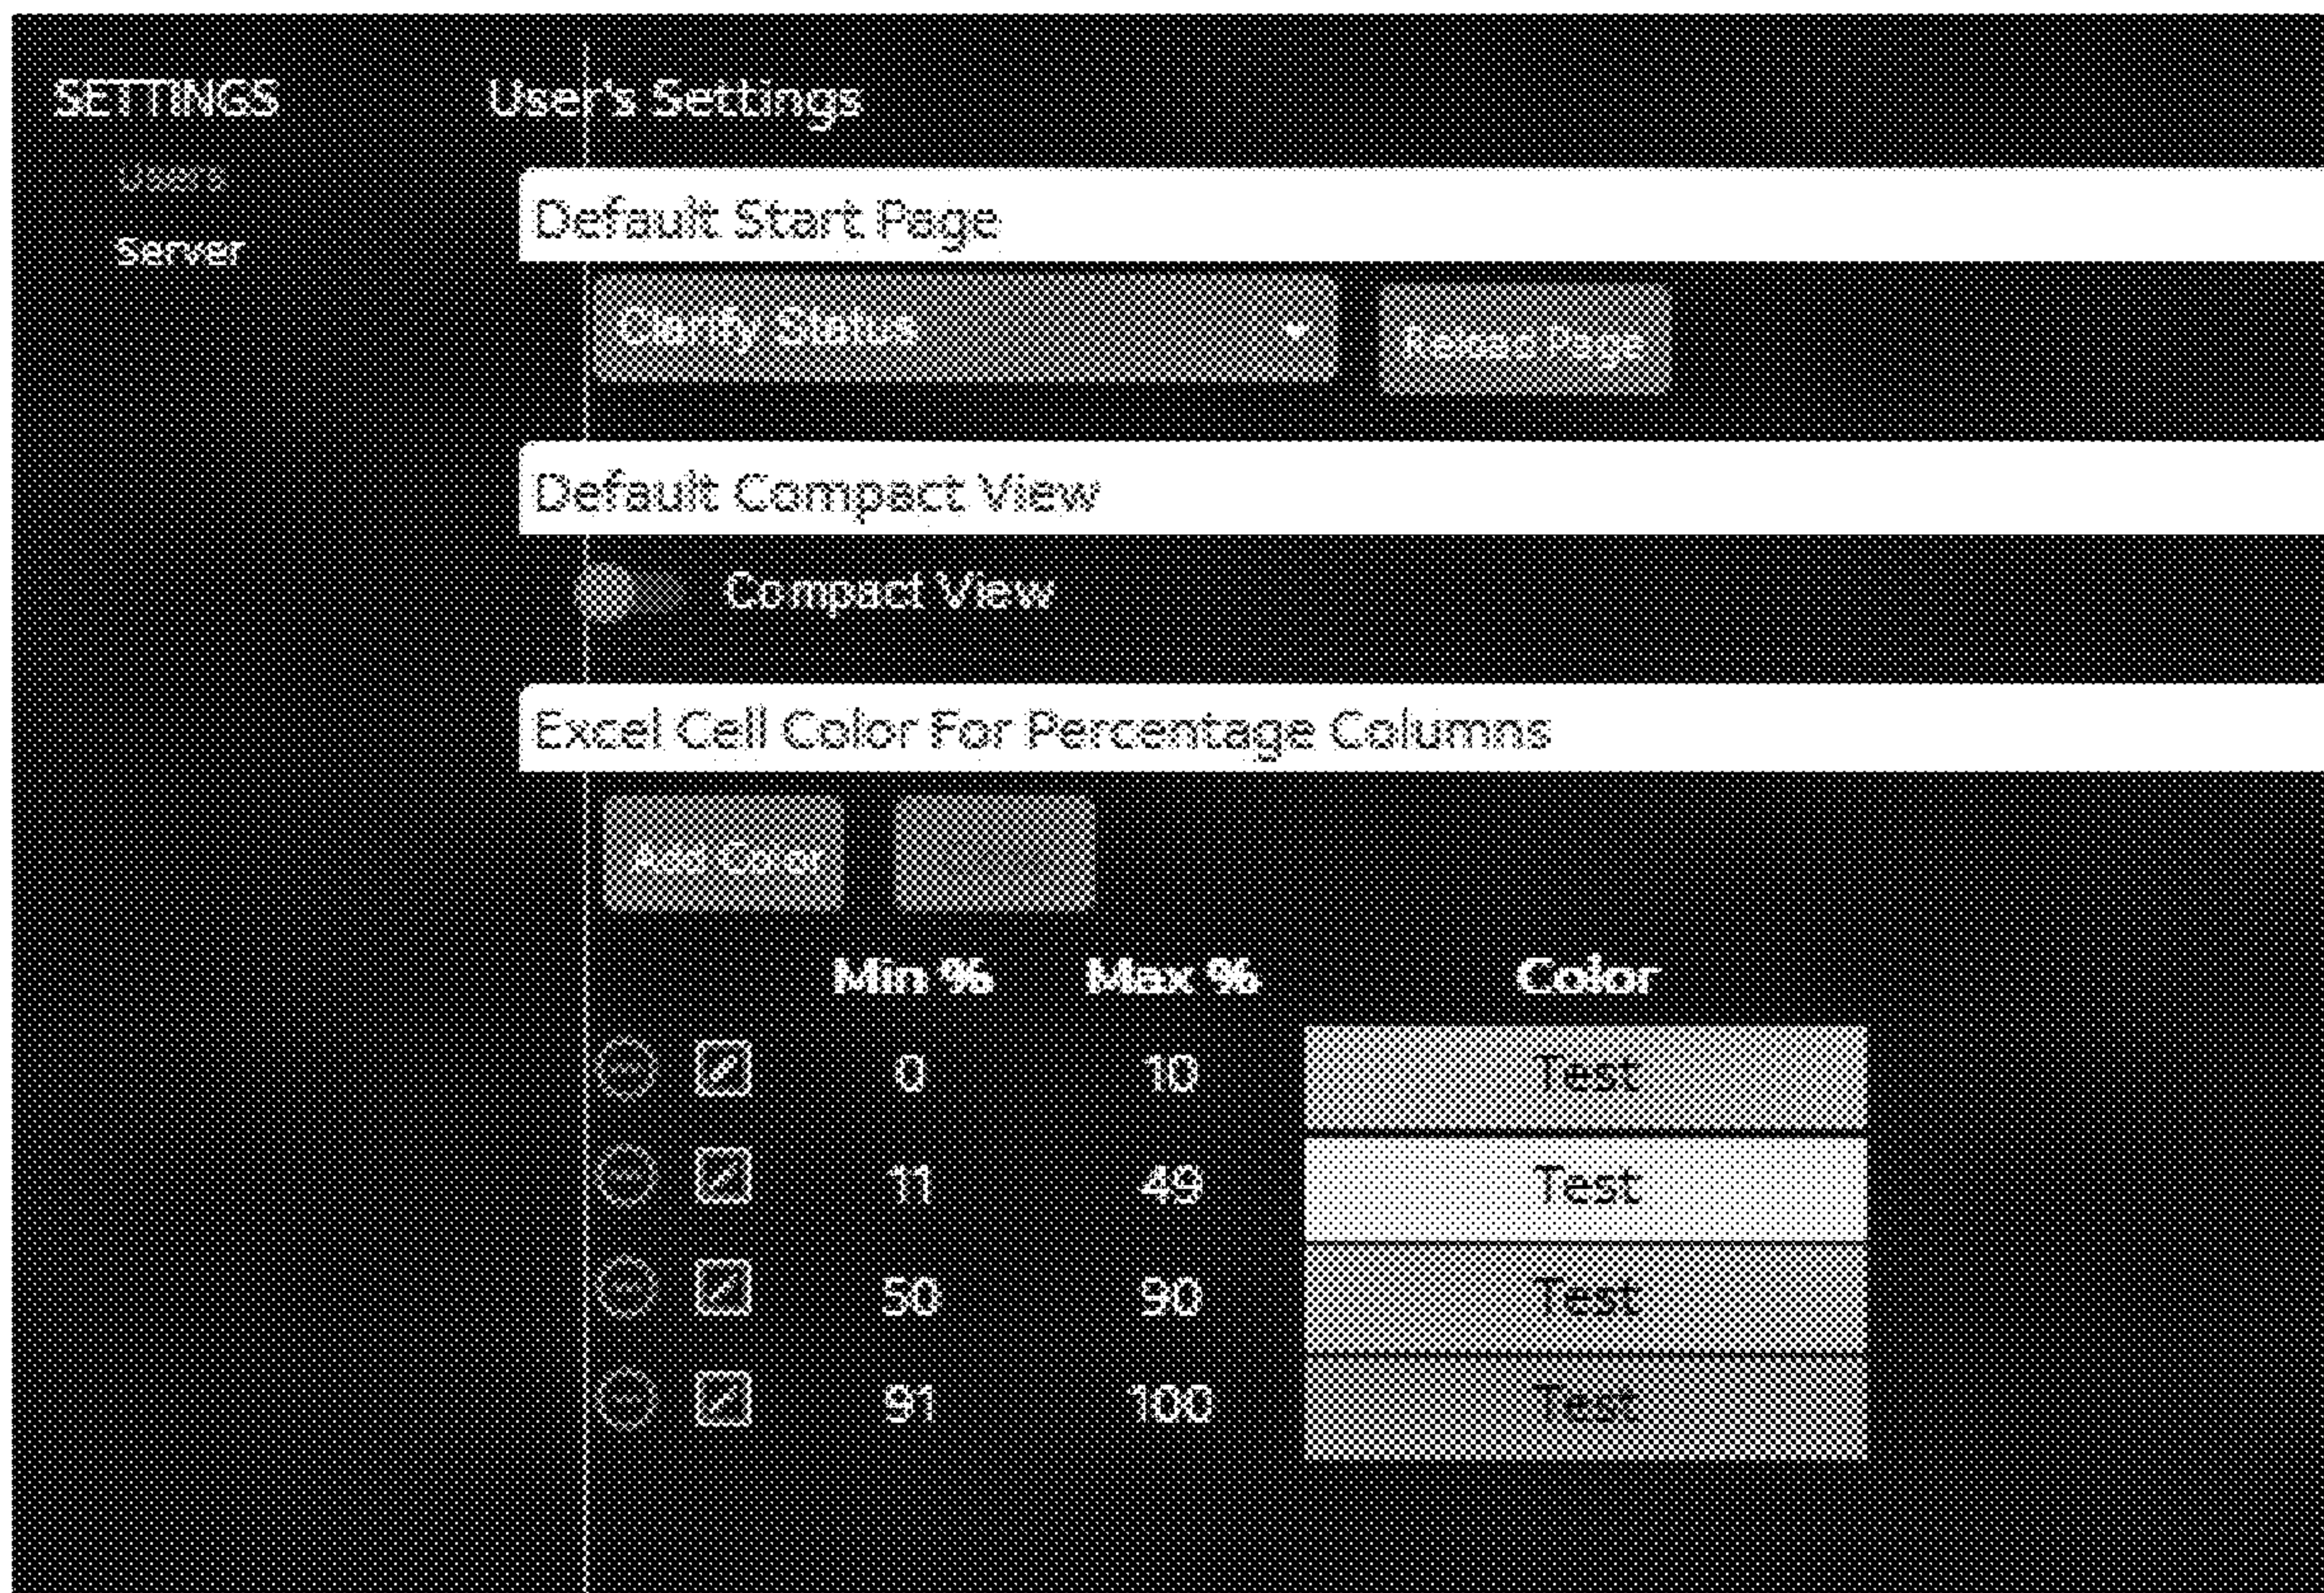 SETTINGS
Users
Server
User's Settings
Default Start Page
Clarify Status
Reload Page
Default Compact View
Compact View
Excel Cell Color For Percentage Columns
Add Color
Min % Max % Color
0 10 Test
11 49 Test
50 90 Test
91 100 Test